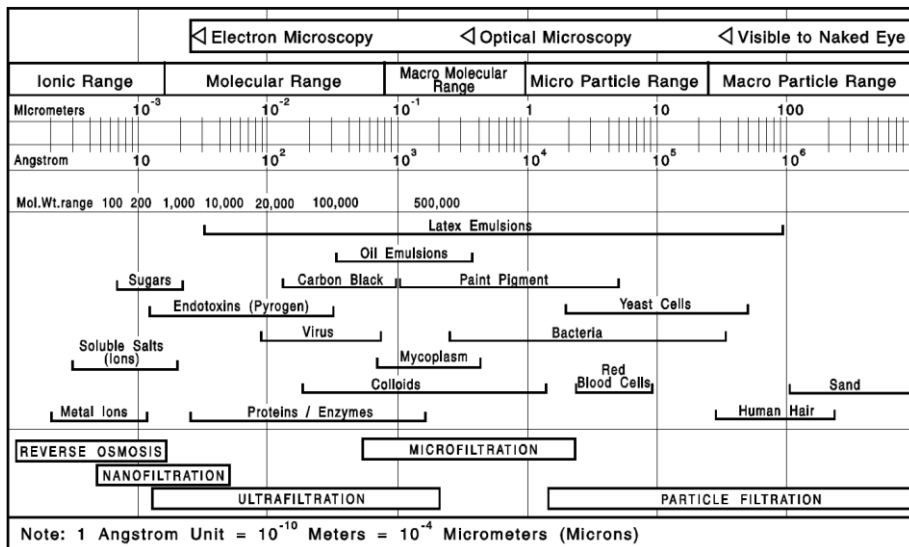 Electron Microscopy Optical Microscopy Visible to Naked Eye
Ionic Range Molecular Range Macro Molecular Range Micro Particle Range Macro Particle Range
Micrometers 10⁻³ 10⁻² 10⁻¹ 1 10 100
Angstrom 10 10² 10³ 10⁴ 10⁵ 10⁶
Mol.Wt.range 100 200 1,000 10,000 20,000 100,000 500,000
Latex Emulsions
Oil Emulsions
Sugars Carbon Black Paint Pigment
Endotoxins (Pyrogen) Yeast Cells
Virus Bacteria
Soluble Salts (Ions) Mycoplasm
Colloids Red Blood Cells Sand
Metal Ions Proteins / Enzymes Human Hair
REVERSE OSMOSIS MICROFILTRATION
NANOFILTRATION
ULTRAFILTRATION PARTICLE FILTRATION
Note: 1 Angstrom Unit = 10⁻¹⁰ Meters = 10⁻⁴ Micrometers (Microns)